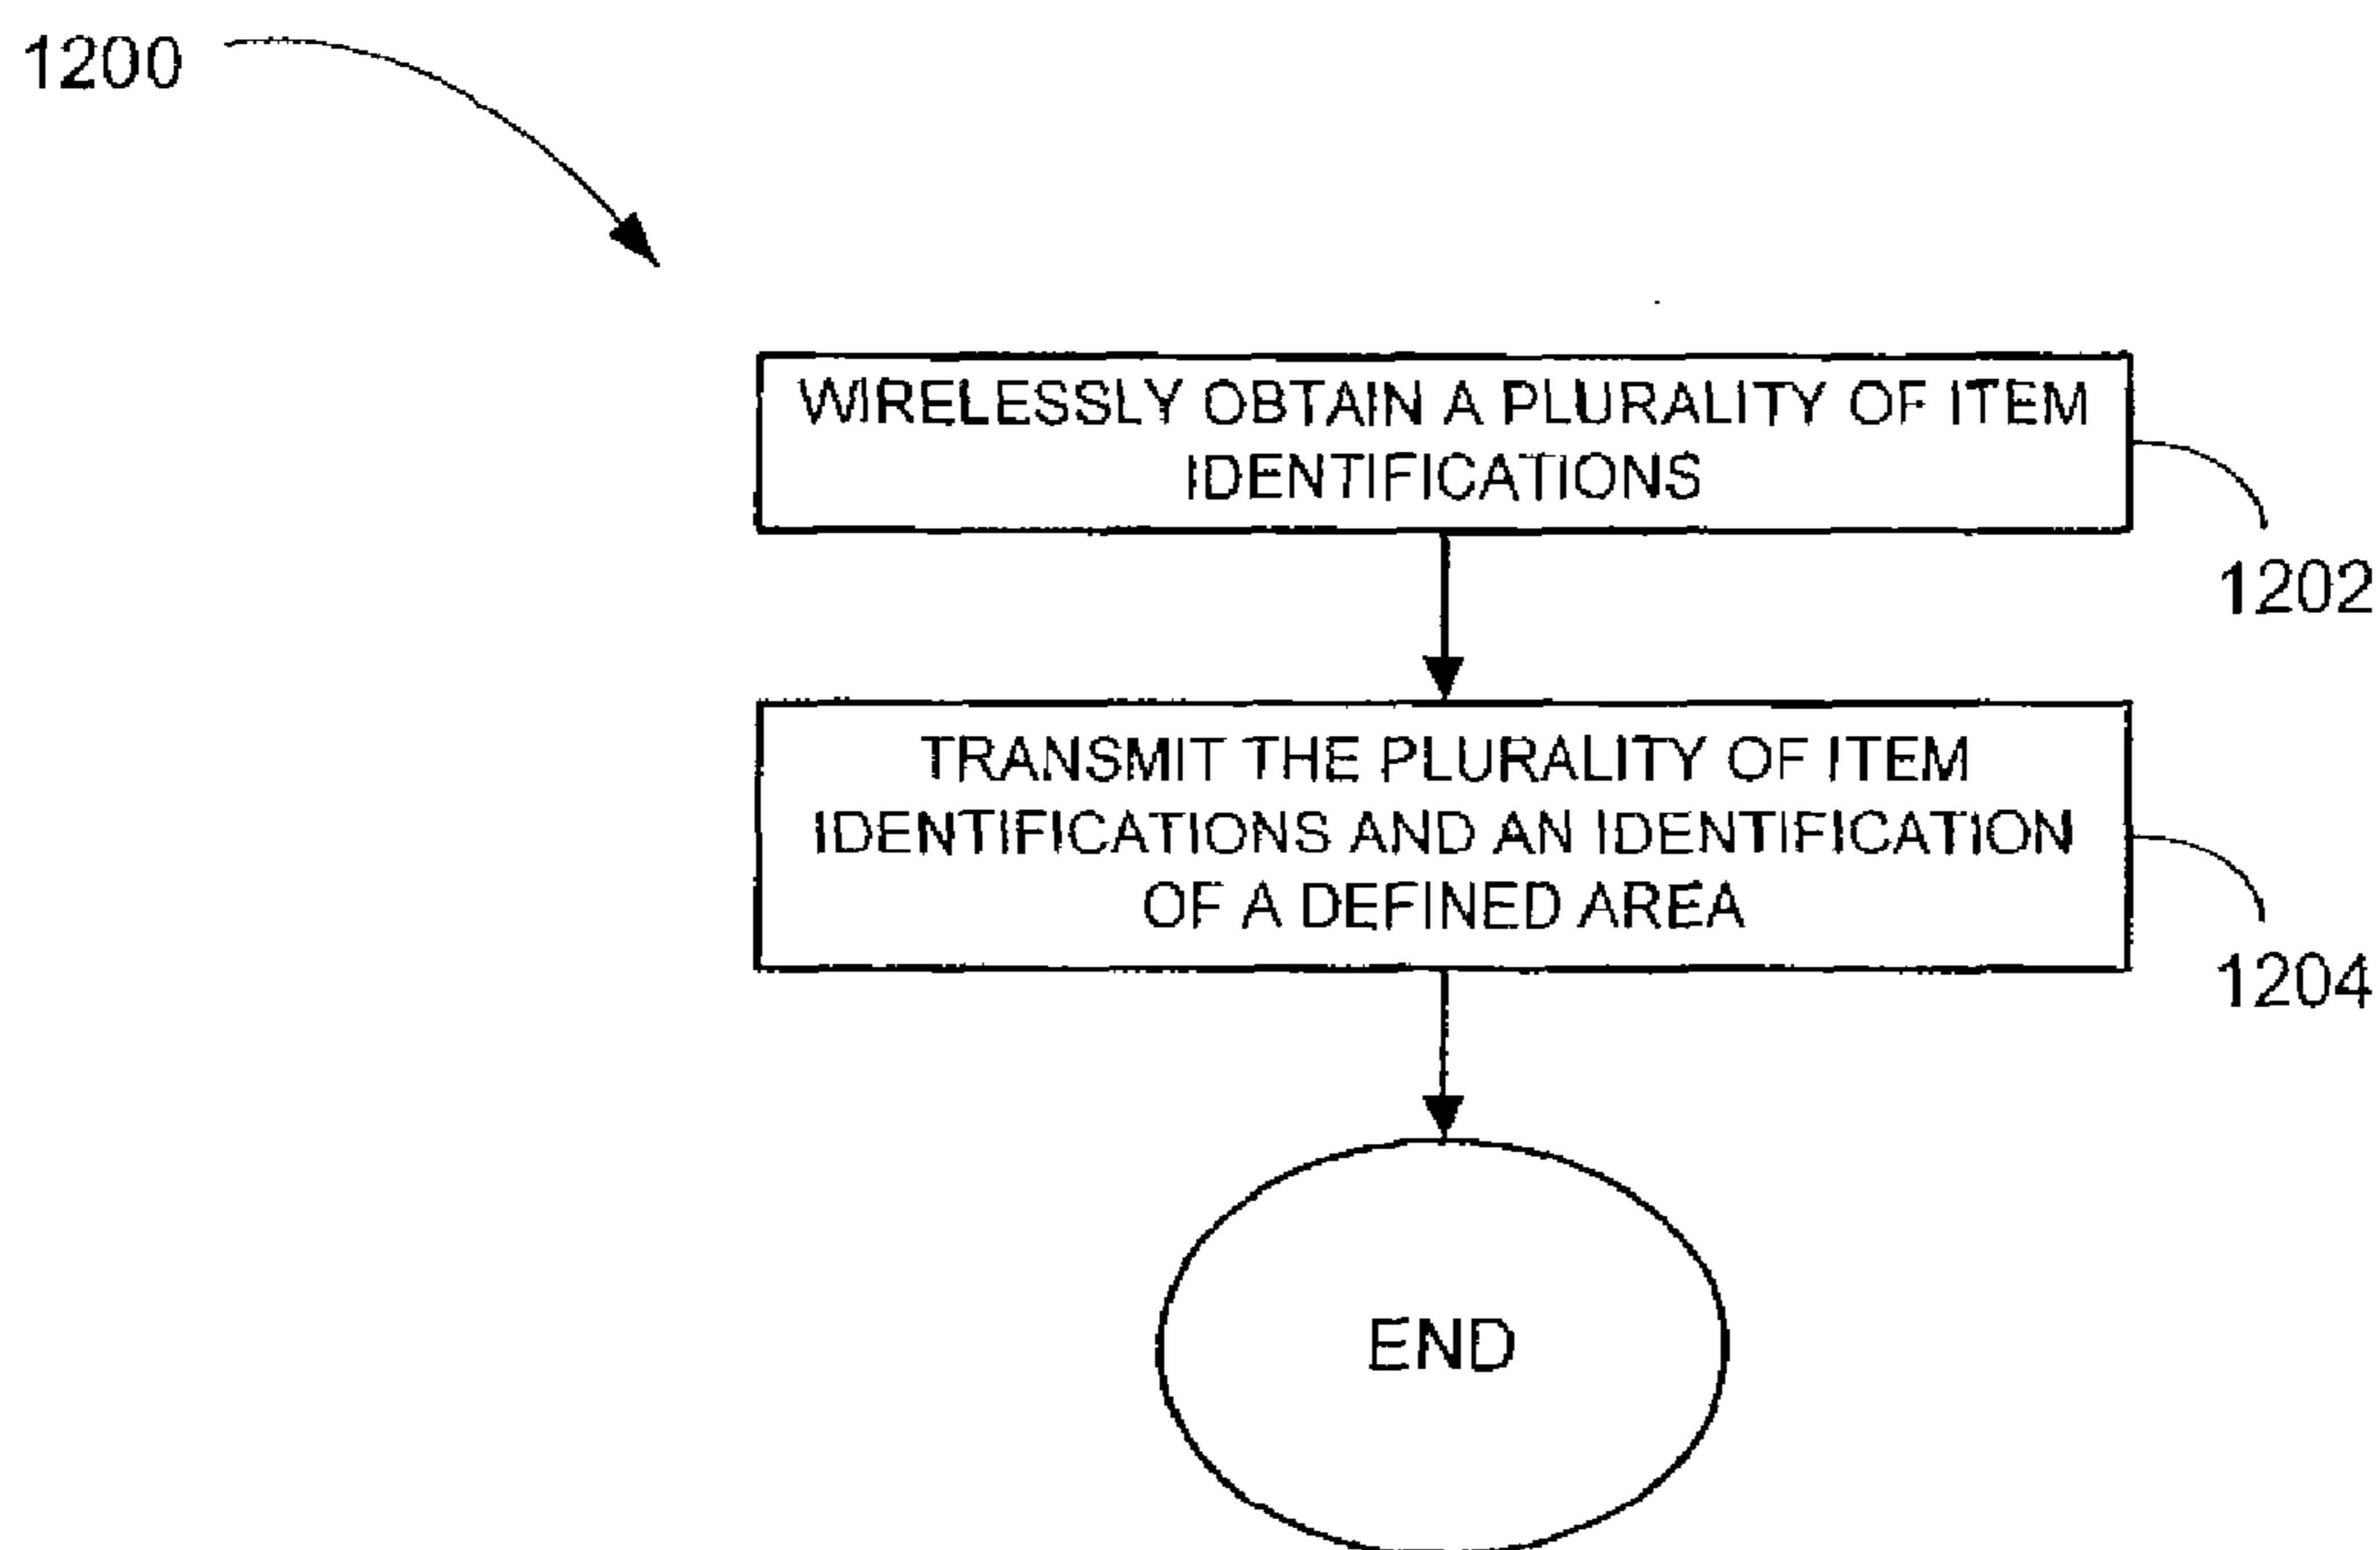 1200
WIRELESSLY OBTAIN A PLURALITY OF ITEM
IDENTIFICATIONS
1202
TRANSMIT THE PLURALITY OF ITEM
IDENTIFICATIONS AND AN IDENTIFICATION
OF A DEFINED AREA
1204
END